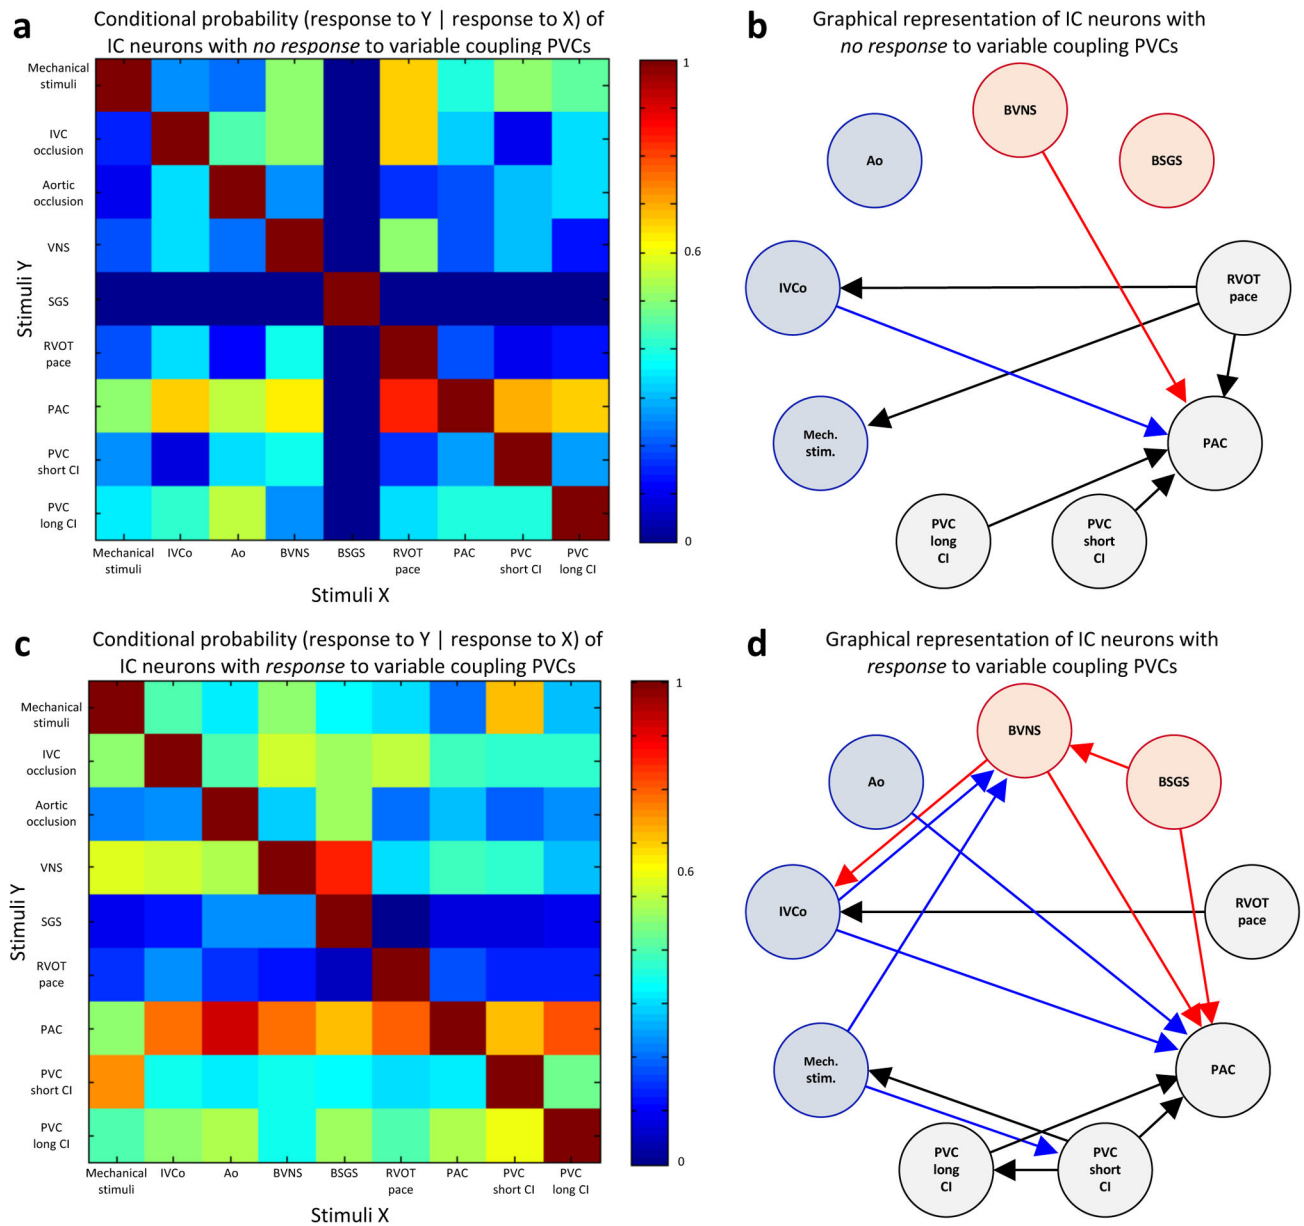 a
Conditional probability (response to Y | response to X) of
IC neurons with no response to variable coupling PVCs
Stimuli Y
Mechanical
stimuli
IVC
occlusion
Aortic
occlusion
VNS
SGS
RVOT
pace
PAC
PVC
short CI
PVC
long CI
Mechanical
stimuli
IVCo
Ao
BVNS
BSGS
RVOT
pace
PAC
PVC
short CI
PVC
long CI
Stimuli X
1
0.6
0
b
Graphical representation of IC neurons with
no response to variable coupling PVCs
BVNS
Ao
BSGS
IVCo
RVOT
pace
Mech.
stim.
PAC
PVC
long
CI
PVC
short
CI
c
Conditional probability (response to Y | response to X) of
IC neurons with response to variable coupling PVCs
Stimuli Y
Mechanical
stimuli
IVC
occlusion
Aortic
occlusion
VNS
SGS
RVOT
pace
PAC
PVC
short CI
PVC
long CI
Mechanical
stimuli
IVCo
Ao
BVNS
BSGS
RVOT
pace
PAC
PVC
short CI
PVC
long CI
Stimuli X
1
0.6
0
d
Graphical representation of IC neurons with
response to variable coupling PVCs
BVNS
Ao
BSGS
IVCo
RVOT
pace
Mech.
stim.
PAC
PVC
long
CI
PVC
short
CI